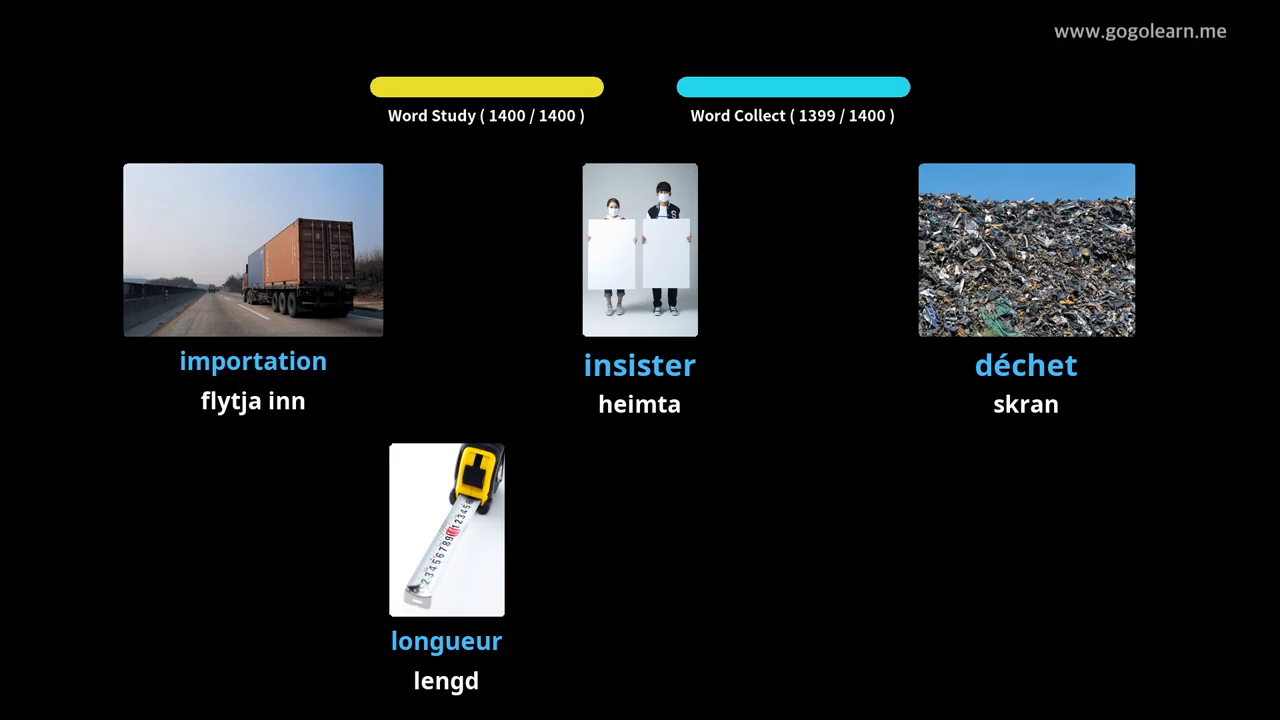 www.gogolearn.me
Word Study ( 1400 / 1400 )
Word Collect ( 1399 / 1400 )
importation
flytja inn
insister
heimta
déchet
skran
longueur
lengd